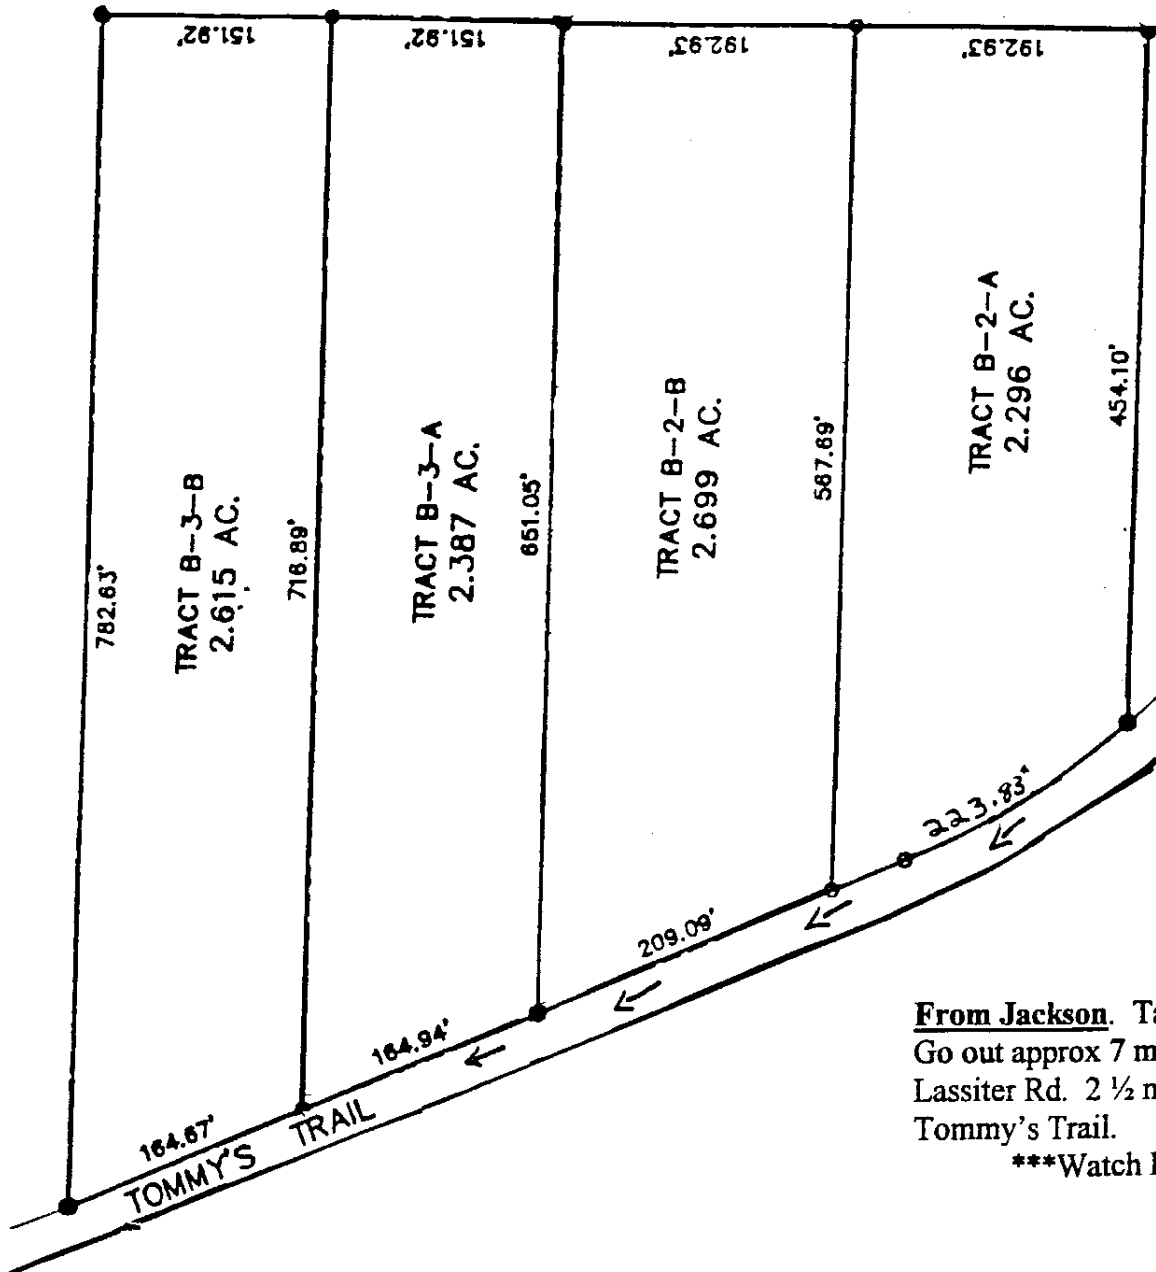 151.92'
151.92'
192.93'
192.93'
TRACT B-3-B
2.615 AC.
TRACT B-3-A
2.387 AC.
TRACT B-2-B
2.699 AC.
TRACT B-2-A
2.296 AC.
782.63'
716.89'
651.05'
587.69'
454.10'
223.83'
209.09'
164.94'
164.67'
TOMMY'S TRAIL
From Jackson. Ta
Go out approx 7 m
Lassiter Rd. 2 ½ m
Tommy's Trail.
***Watch